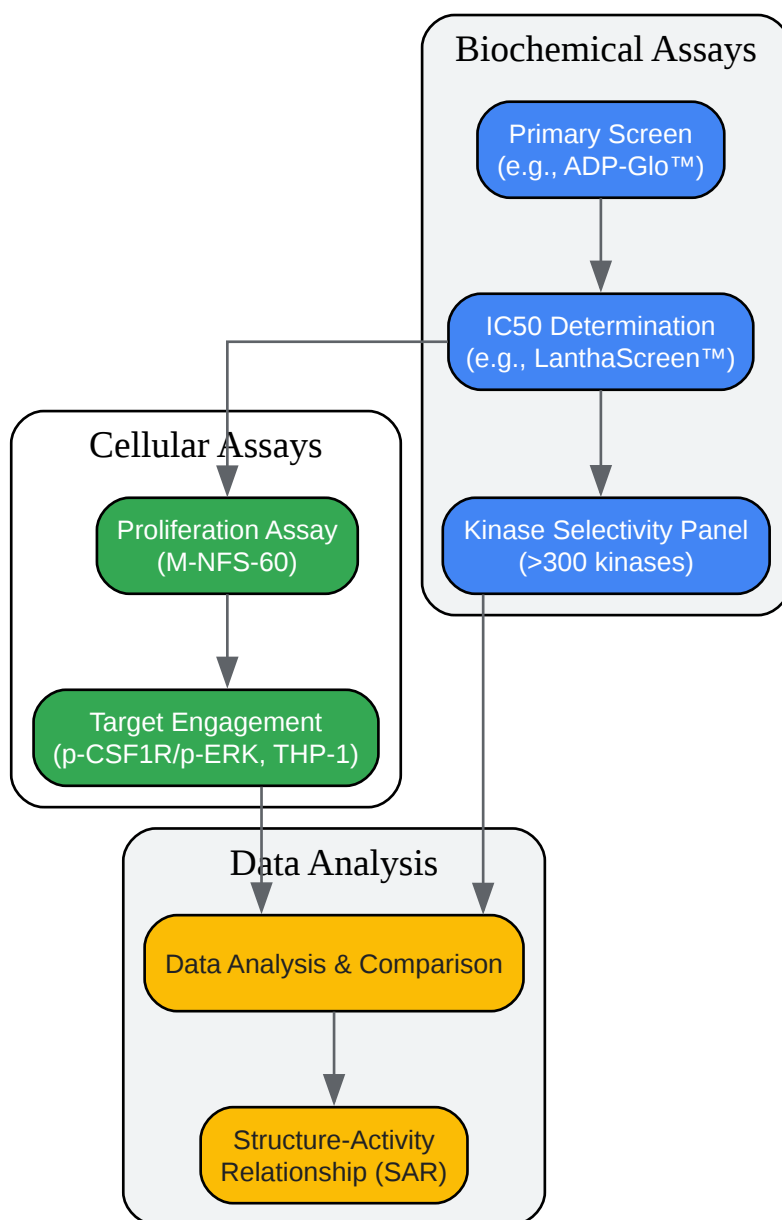 Biochemical Assays
Primary Screen
(e.g., ADP-Glo™)
IC50 Determination
(e.g., LanthaScreen™)
Cellular Assays
Proliferation Assay
(M-NFS-60)
Kinase Selectivity Panel
(>300 kinases)
Target Engagement
(p-CSF1R/p-ERK, THP-1)
Data Analysis
Data Analysis & Comparison
Structure-Activity
Relationship (SAR)